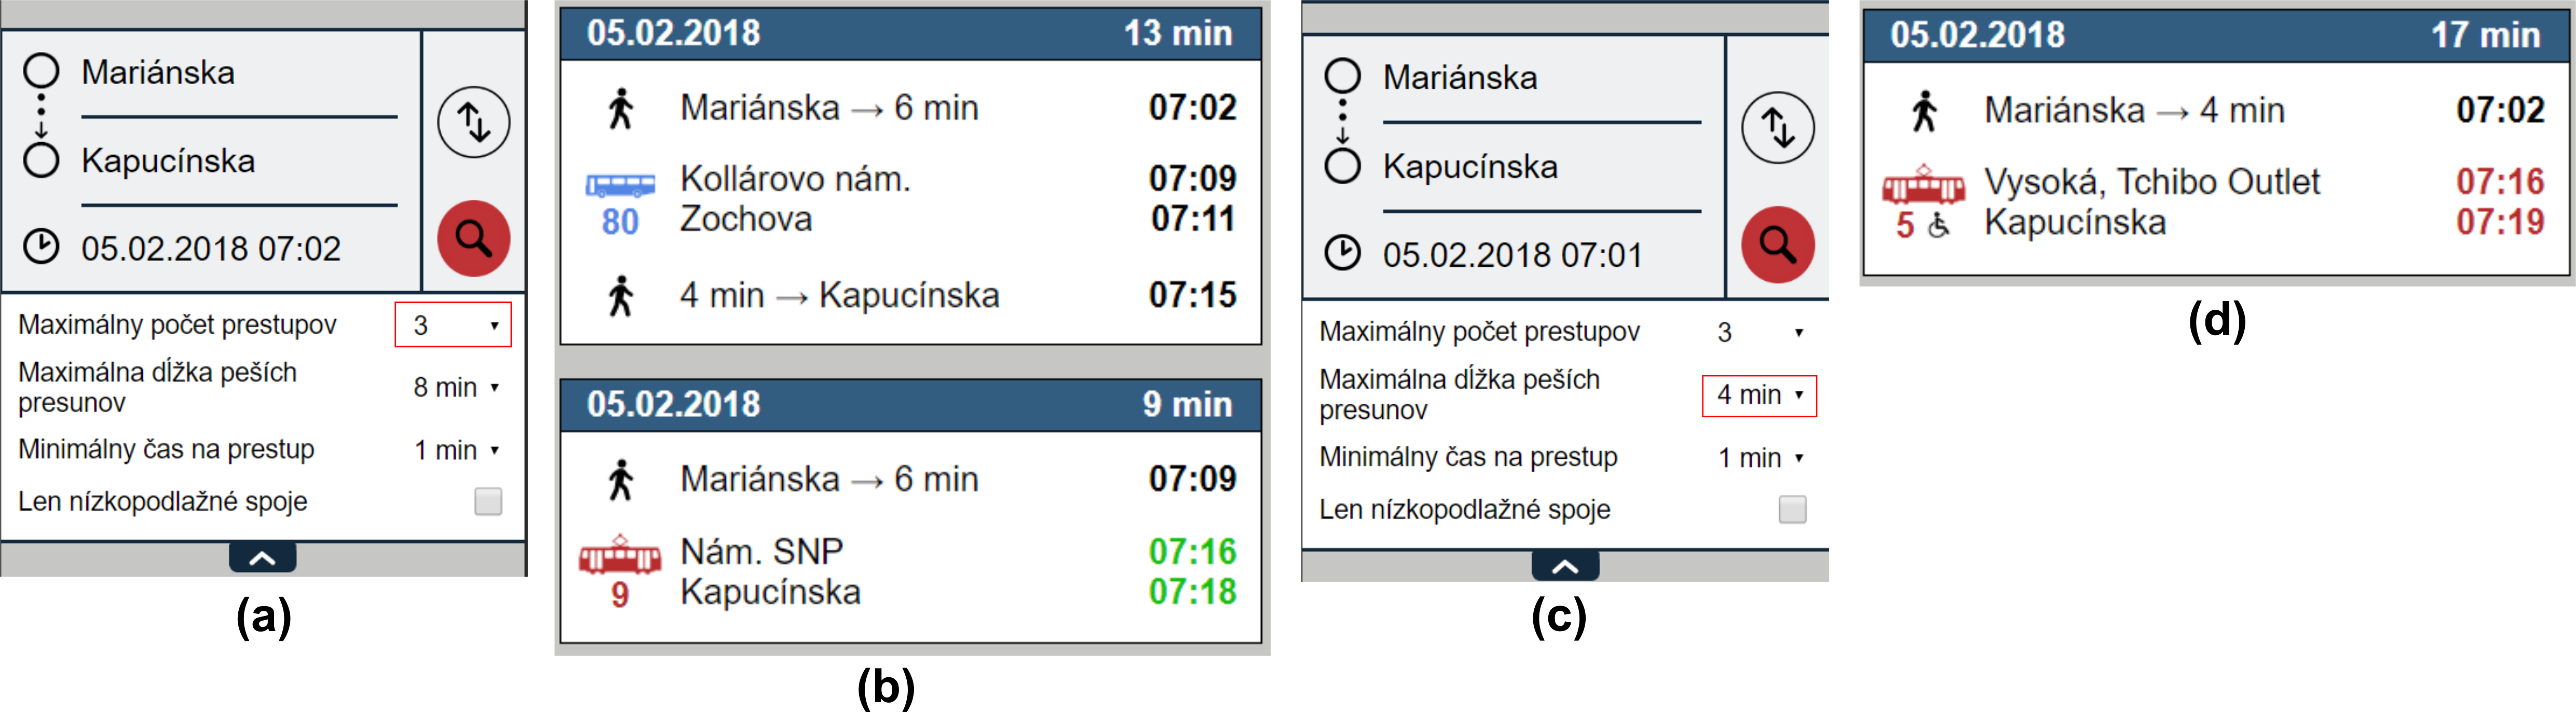 Mariánska
Kapucínska
05.02.2018 07:02
Maximálny počet prestupov 3
Maximálna dĺžka peších
presunov 8 min
Minimálny čas na prestup 1 min
Len nízkopodlažné spoje
(a)
05.02.2018 13 min
Mariánska → 6 min 07:02
Kollárovo nám. 07:09
80 Zochova 07:11
4 min → Kapucínska 07:15
05.02.2018 9 min
Mariánska → 6 min 07:09
Nám. SNP 07:16
9 Kapucínska 07:18
(b)
Mariánska
Kapucínska
05.02.2018 07:01
Maximálny počet prestupov 3
Maximálna dĺžka peších
presunov 4 min
Minimálny čas na prestup 1 min
Len nízkopodlažné spoje
(c)
05.02.2018 17 min
Mariánska → 4 min 07:02
Vysoká, Tchibo Outlet 07:16
5 Kapucínska 07:19
(d)